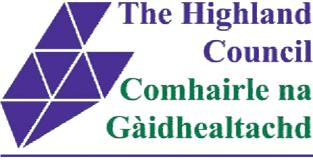 The Highland
Council
Comhairle na
Gàidhealtachd